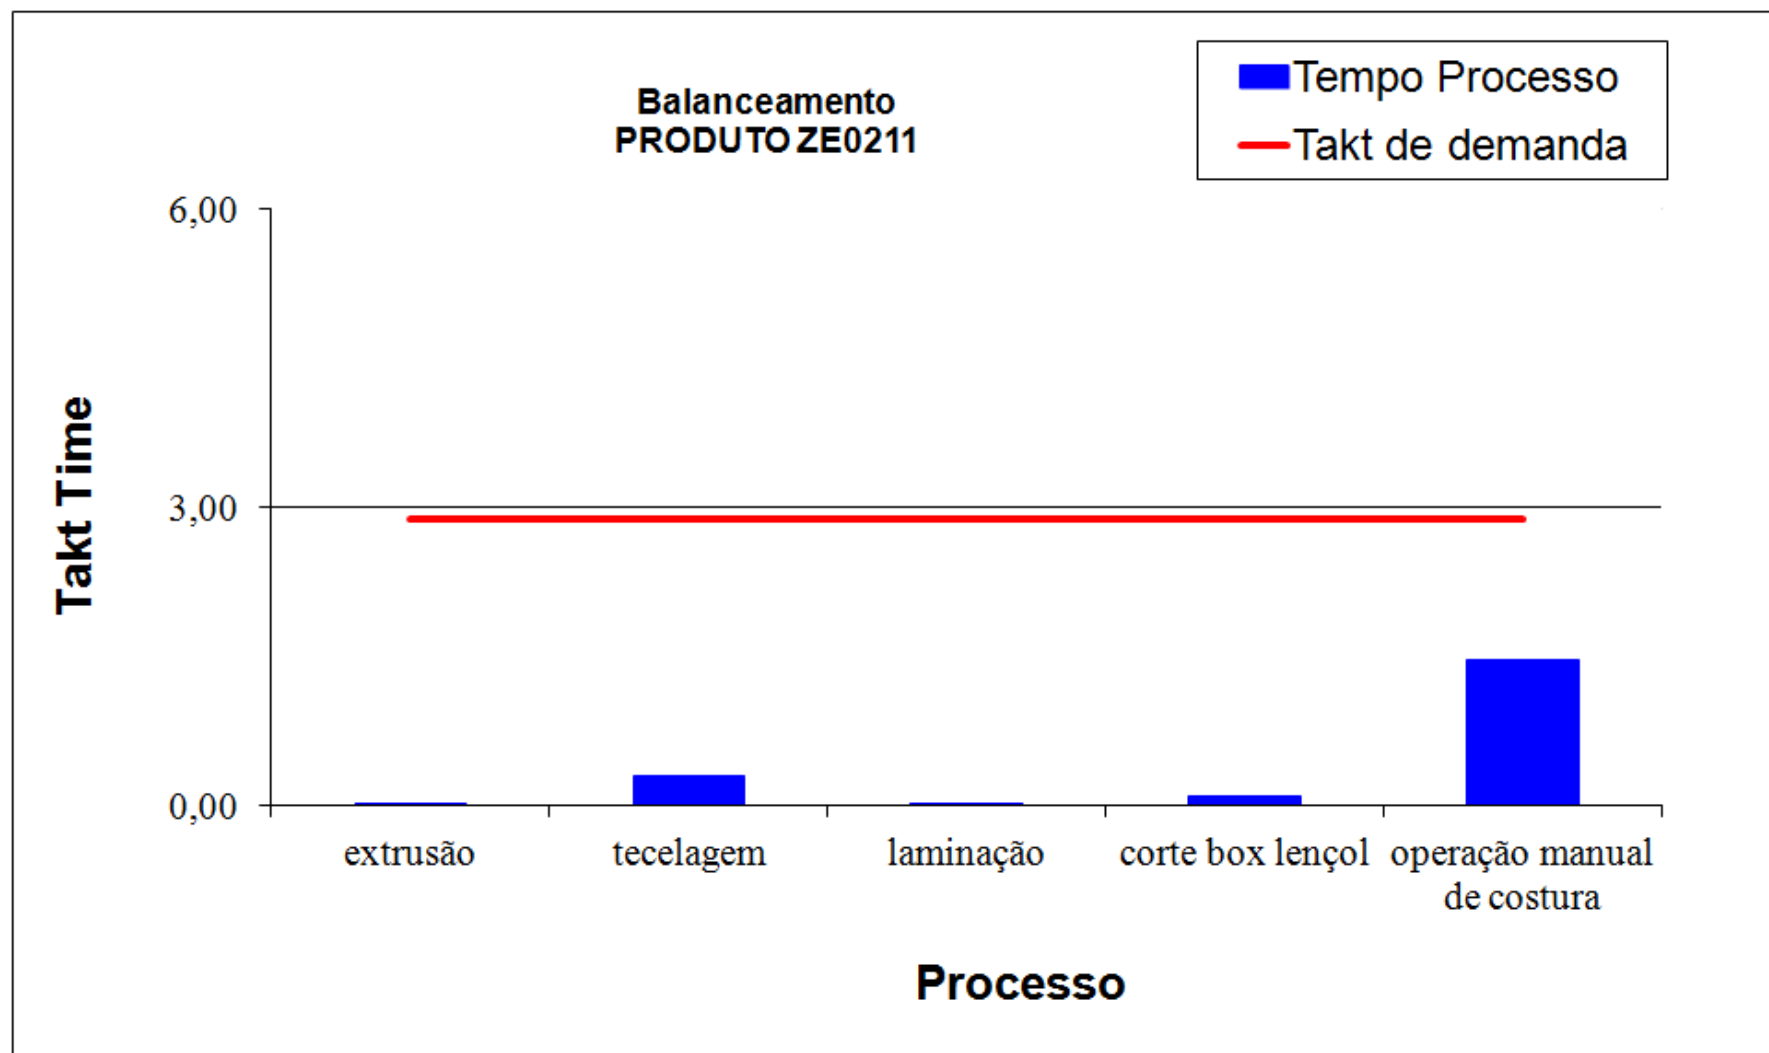 Balanceamento
PRODUTO ZE0211
Tempo Processo
Takt de demanda
Takt Time
6,00
3,00
0,00
extrusão
tecelagem
laminação
corte box lençol
operação manual
de costura
Processo